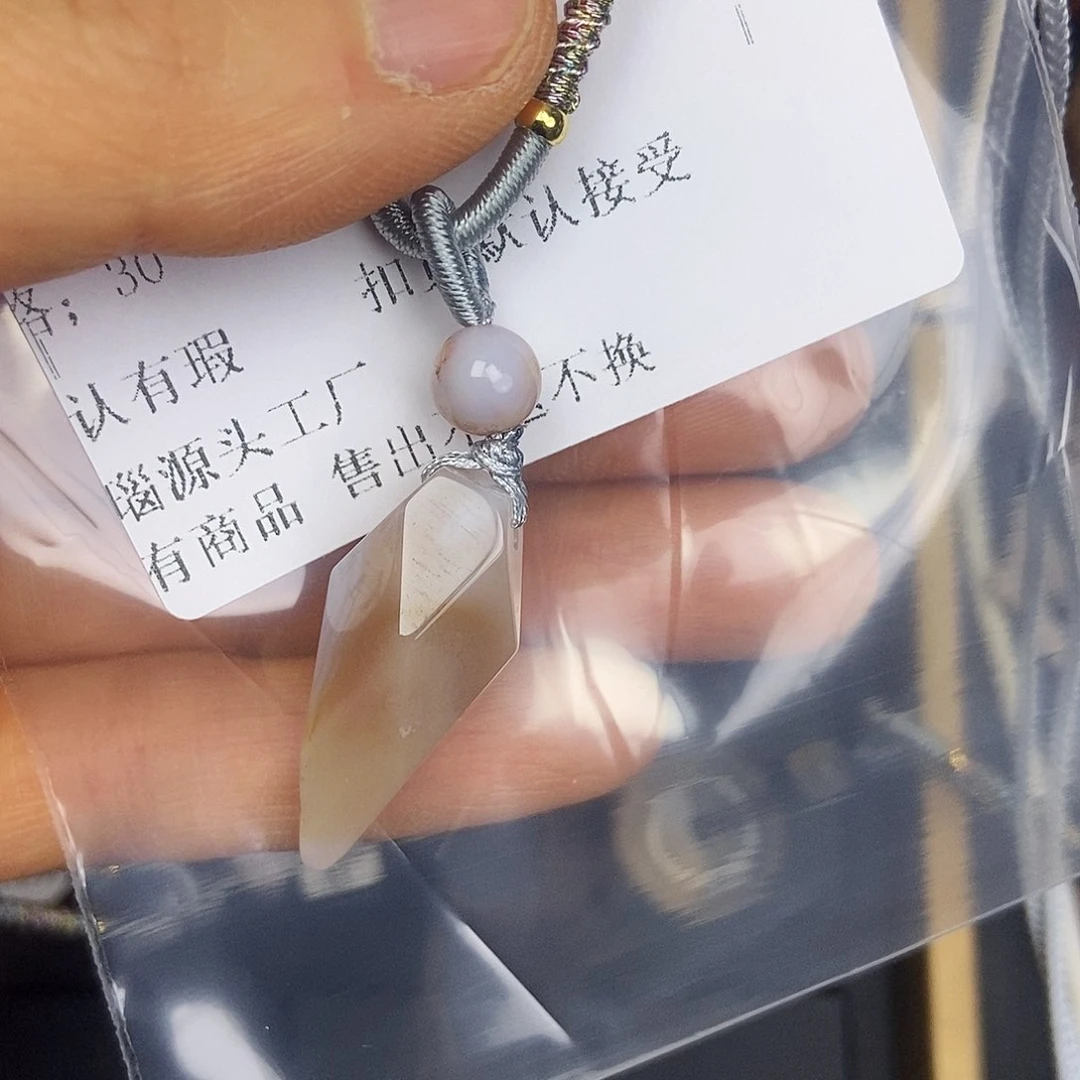 格; 30 扣 默认接受
认有瑕
瑙源头工厂
有商品 售出 不换